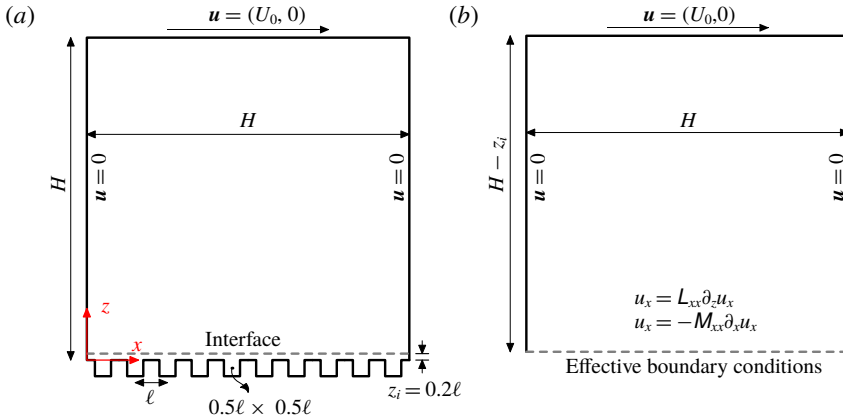 (a)
u = (U0, 0)
H
H
u = 0
u = 0
z
x
Interface
ℓ
0.5ℓ × 0.5ℓ
zi = 0.2ℓ
(b)
u = (U0,0)
H
H − zi
u = 0
u = 0
ux = Lxx∂zux
ux = −Mxx∂xux
Effective boundary conditions